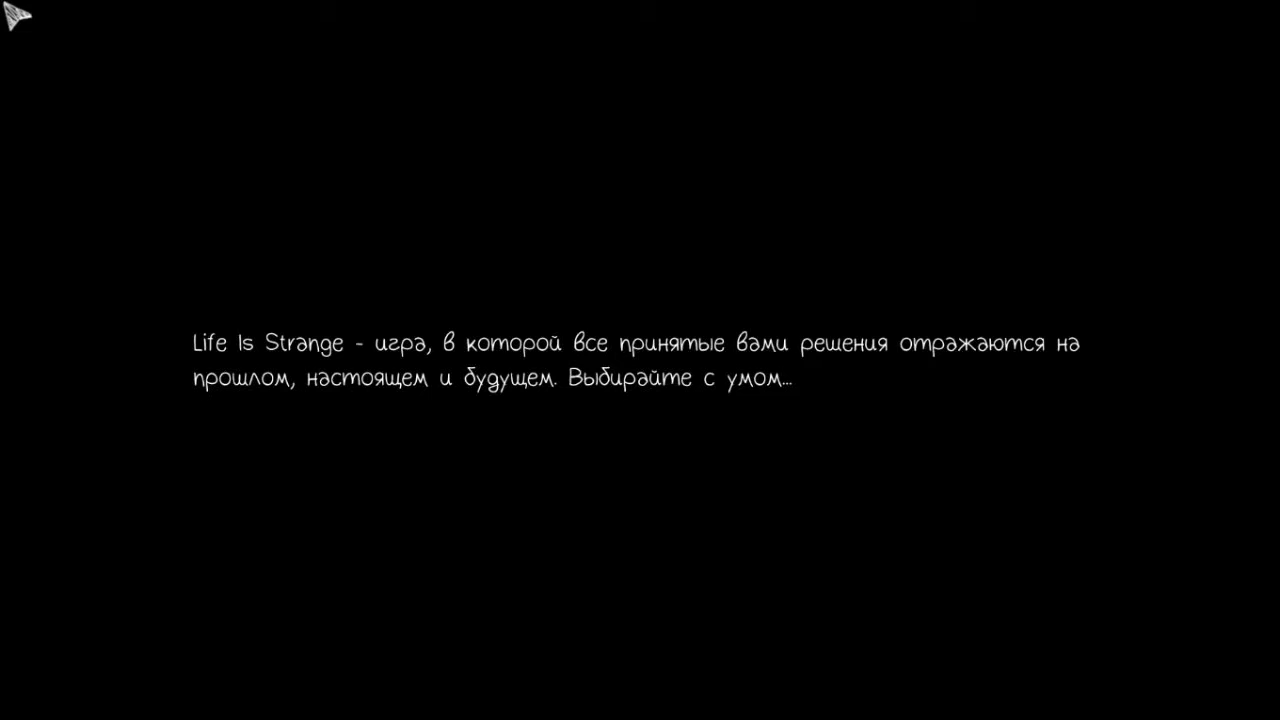 Life Is Strange - игра, в которой все принятые вами решения отражаются на
прошлом, настоящем и будущем. Выбирайте с умом...